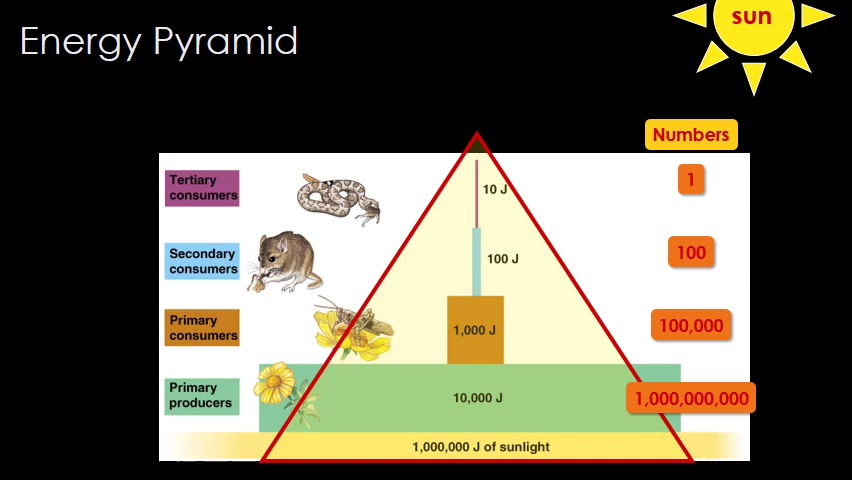 Energy Pyramid
sun
Numbers
Tertiary
consumers
10 J
1
Secondary
consumers
100 J
100
Primary
consumers
1,000 J
100,000
Primary
producers
10,000 J
1,000,000,000
1,000,000 J of sunlight